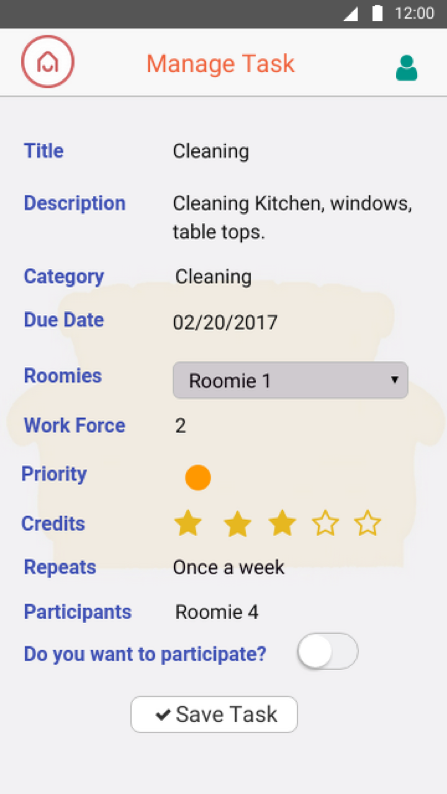 12:00
Manage Task
Title Cleaning
Description Cleaning Kitchen, windows,
table tops.
Category Cleaning
Due Date 02/20/2017
Roomies Roomie 1
Work Force 2
Priority
Credits
Repeats Once a week
Participants Roomie 4
Do you want to participate?
Save Task